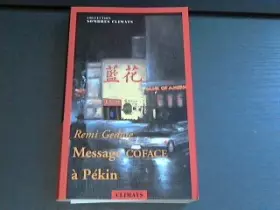 COLLECTION
SOMBRES CLIMATS
藍花
Remi Gedoie
Message COFACE
à Pékin
CLIMATS